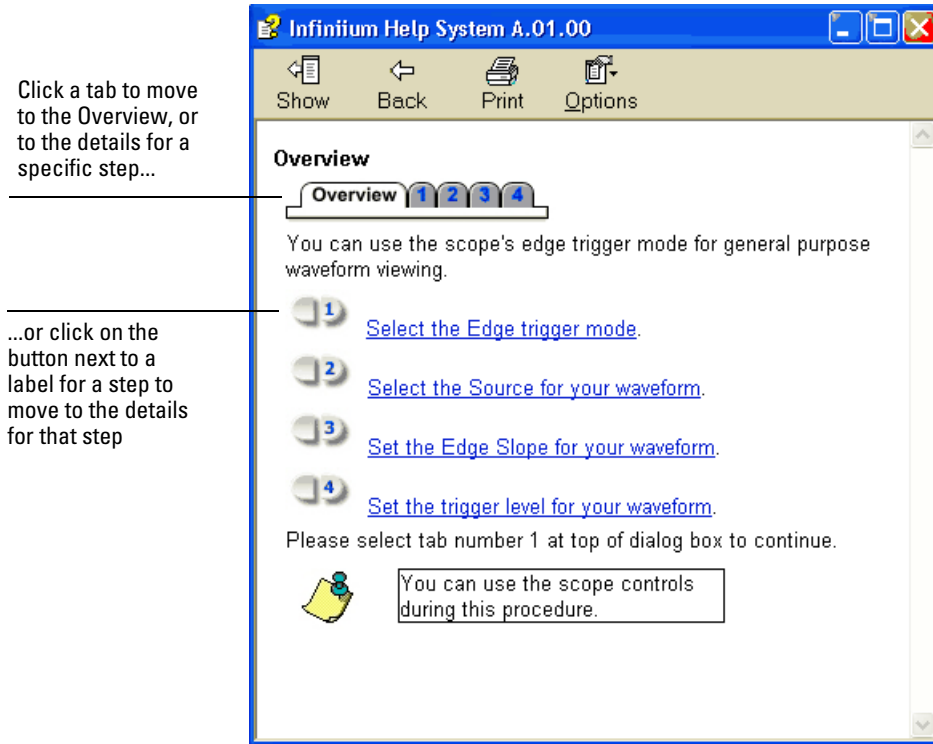 Infiniium Help System A.01.00
Show Back Print Options
Click a tab to move
to the Overview, or
to the details for a
specific step...
Overview
Overview 1 2 3 4
You can use the scope's edge trigger mode for general purpose
waveform viewing.
...or click on the
button next to a
label for a step to
move to the details
for that step
1 Select the Edge trigger mode.
2 Select the Source for your waveform.
3 Set the Edge Slope for your waveform.
4 Set the trigger level for your waveform.
Please select tab number 1 at top of dialog box to continue.
You can use the scope controls
during this procedure.